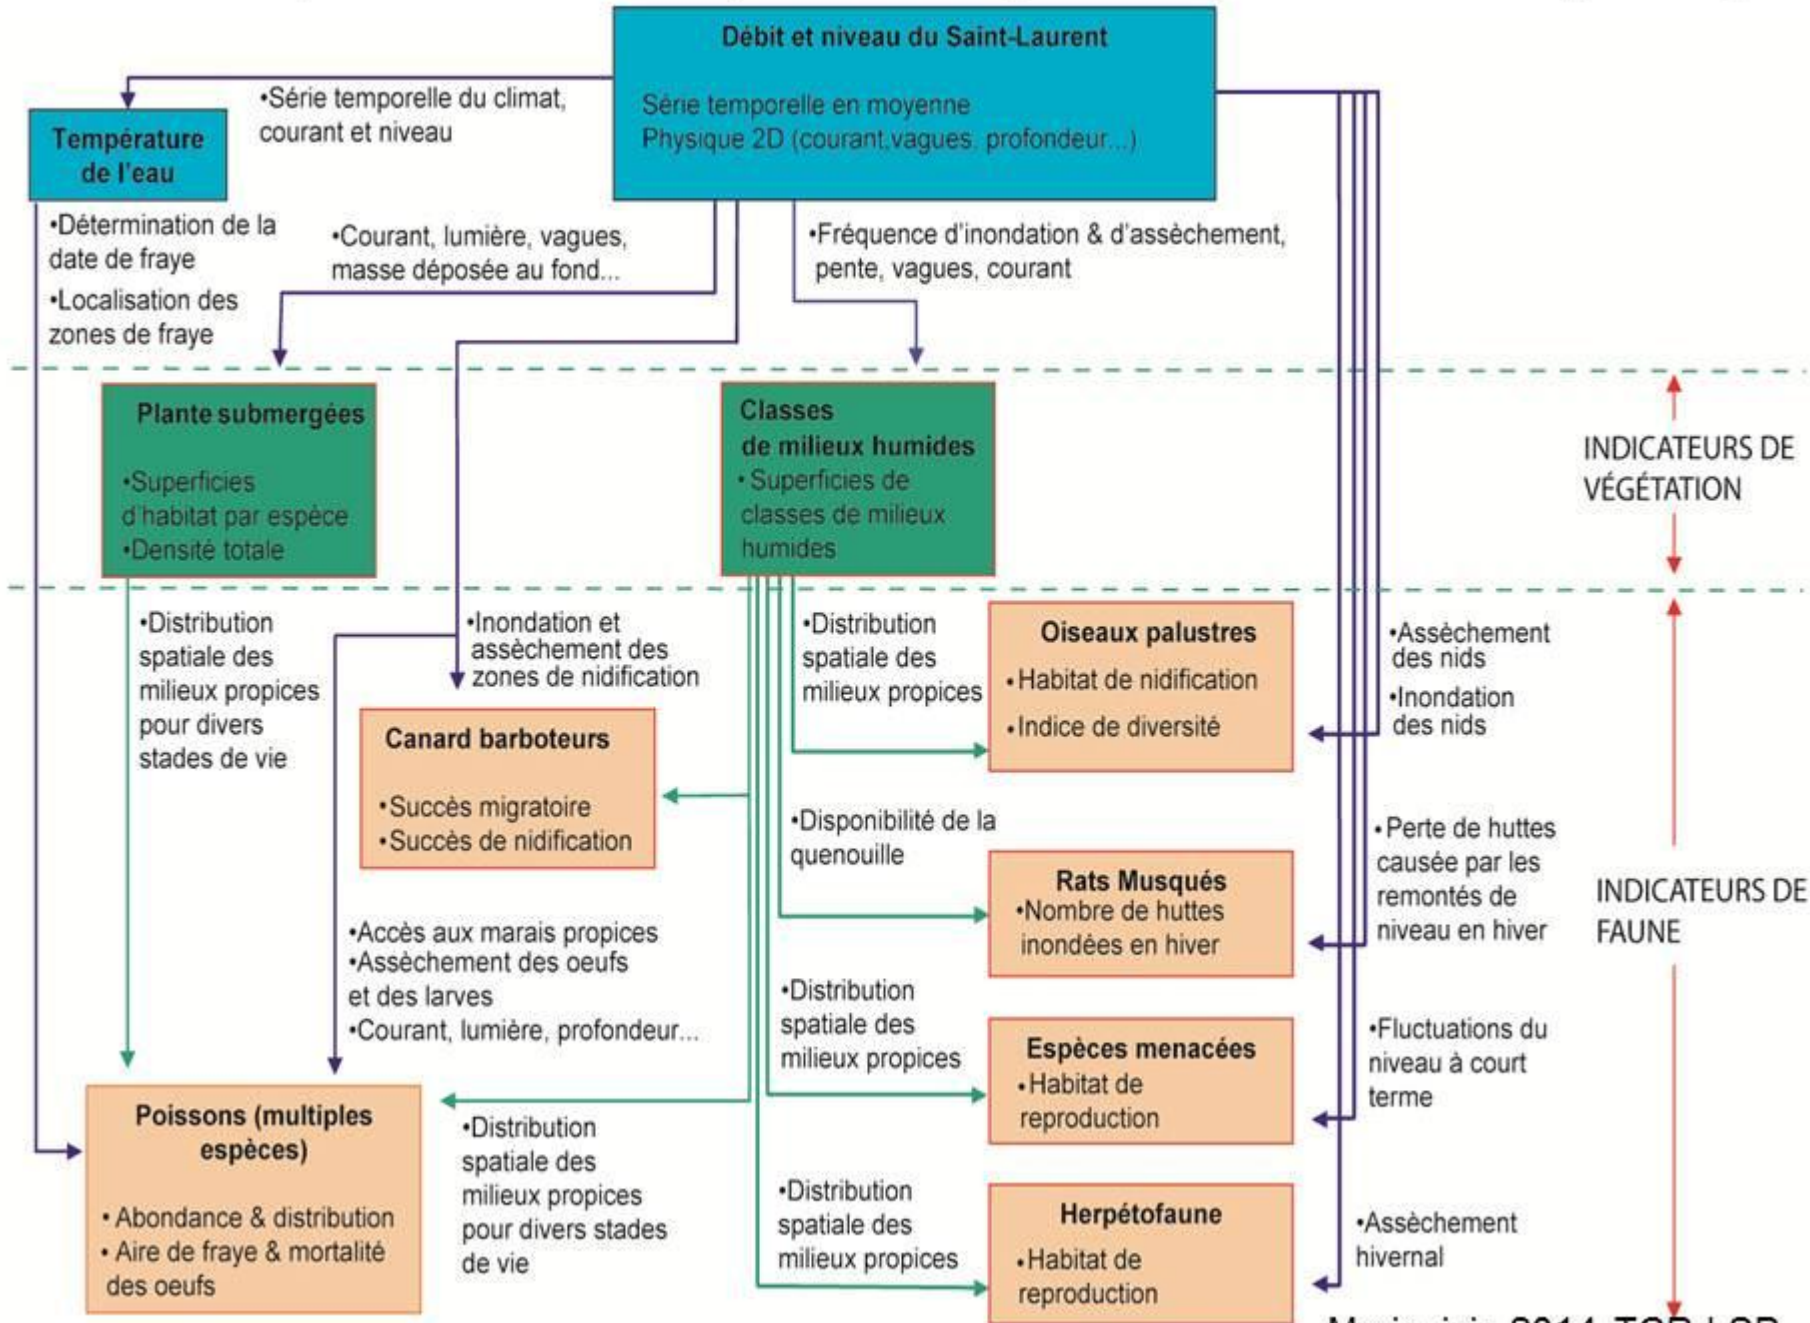 Débit et niveau du Saint-Laurent
Série temporelle en moyenne
Physique 2D (courant,vagues, profondeur...)
•Série temporelle du climat,
courant et niveau
Température
de l'eau
•Détermination de la
date de fraye
•Localisation des
zones de fraye
•Courant, lumière, vagues,
masse déposée au fond...
•Fréquence d'inondation & d'assèchement,
pente, vagues, courant
Plante submergées
•Superficies
d'habitat par espèce
•Densité totale
Classes
de milieux humides
• Superficies de
classes de milieux
humides
INDICATEURS DE
VÉGÉTATION
•Distribution
spatiale des
milieux propices
pour divers
stades de vie
•Inondation et
assèchement des
zones de nidification
•Distribution
spatiale des
milieux propices
Oiseaux palustres
•Habitat de nidification
•Indice de diversité
•Assèchement
des nids
•Inondation
des nids
Canard barboteurs
•Succès migratoire
•Succès de nidification
•Disponibilité de la
quenouille
Rats Musqués
•Nombre de huttes
inondées en hiver
•Perte de huttes
causée par les
remontés de
niveau en hiver
INDICATEURS DE
FAUNE
•Accès aux marais propices
•Assèchement des oeufs
et des larves
•Courant, lumière, profondeur...
•Distribution
spatiale des
milieux propices
Espèces menacées
•Habitat de
reproduction
•Fluctuations du
niveau à court
terme
Poissons (multiples
espèces)
• Abondance & distribution
• Aire de fraye & mortalité
des oeufs
•Distribution
spatiale des
milieux propices
pour divers stades
de vie
•Distribution
spatiale des
milieux propices
Herpétofaune
•Habitat de
reproduction
•Assèchement
hivernal